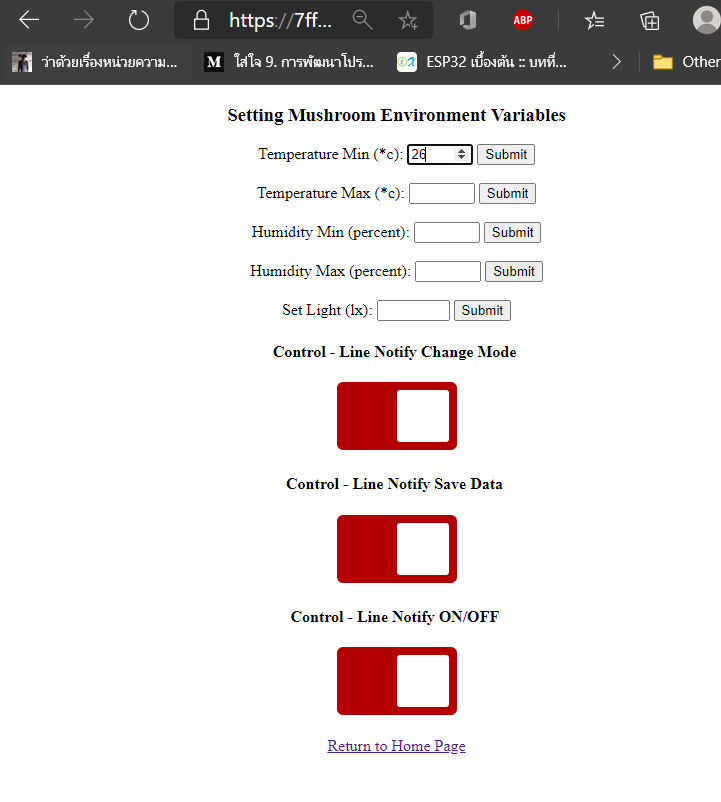 https://7ff...
ABP
ว่าด้วยเรื่องหน่วยความ... M ใส่ใจ 9. การพัฒนาโปร... ESP32 เบื้องต้น :: บทที่... Other
Setting Mushroom Environment Variables
Temperature Min (*c): 26 Submit
Temperature Max (*c): Submit
Humidity Min (percent): Submit
Humidity Max (percent): Submit
Set Light (lx): Submit
Control - Line Notify Change Mode
Control - Line Notify Save Data
Control - Line Notify ON/OFF
Return to Home Page